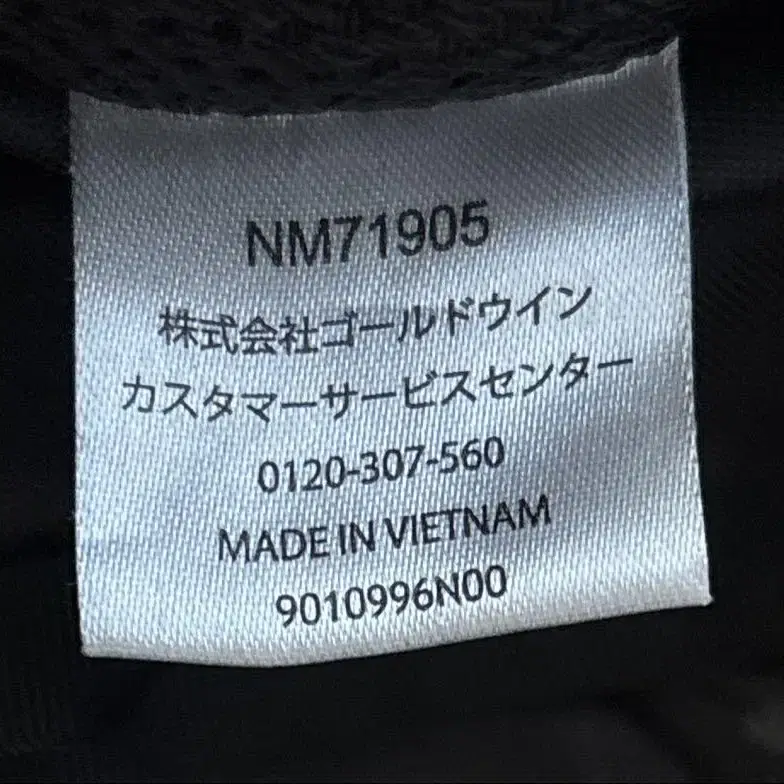 NM71905
株式会社ゴールドウイン
カスタマーサービスセンター
0120-307-560
MADE IN VIETNAM
9010996N00